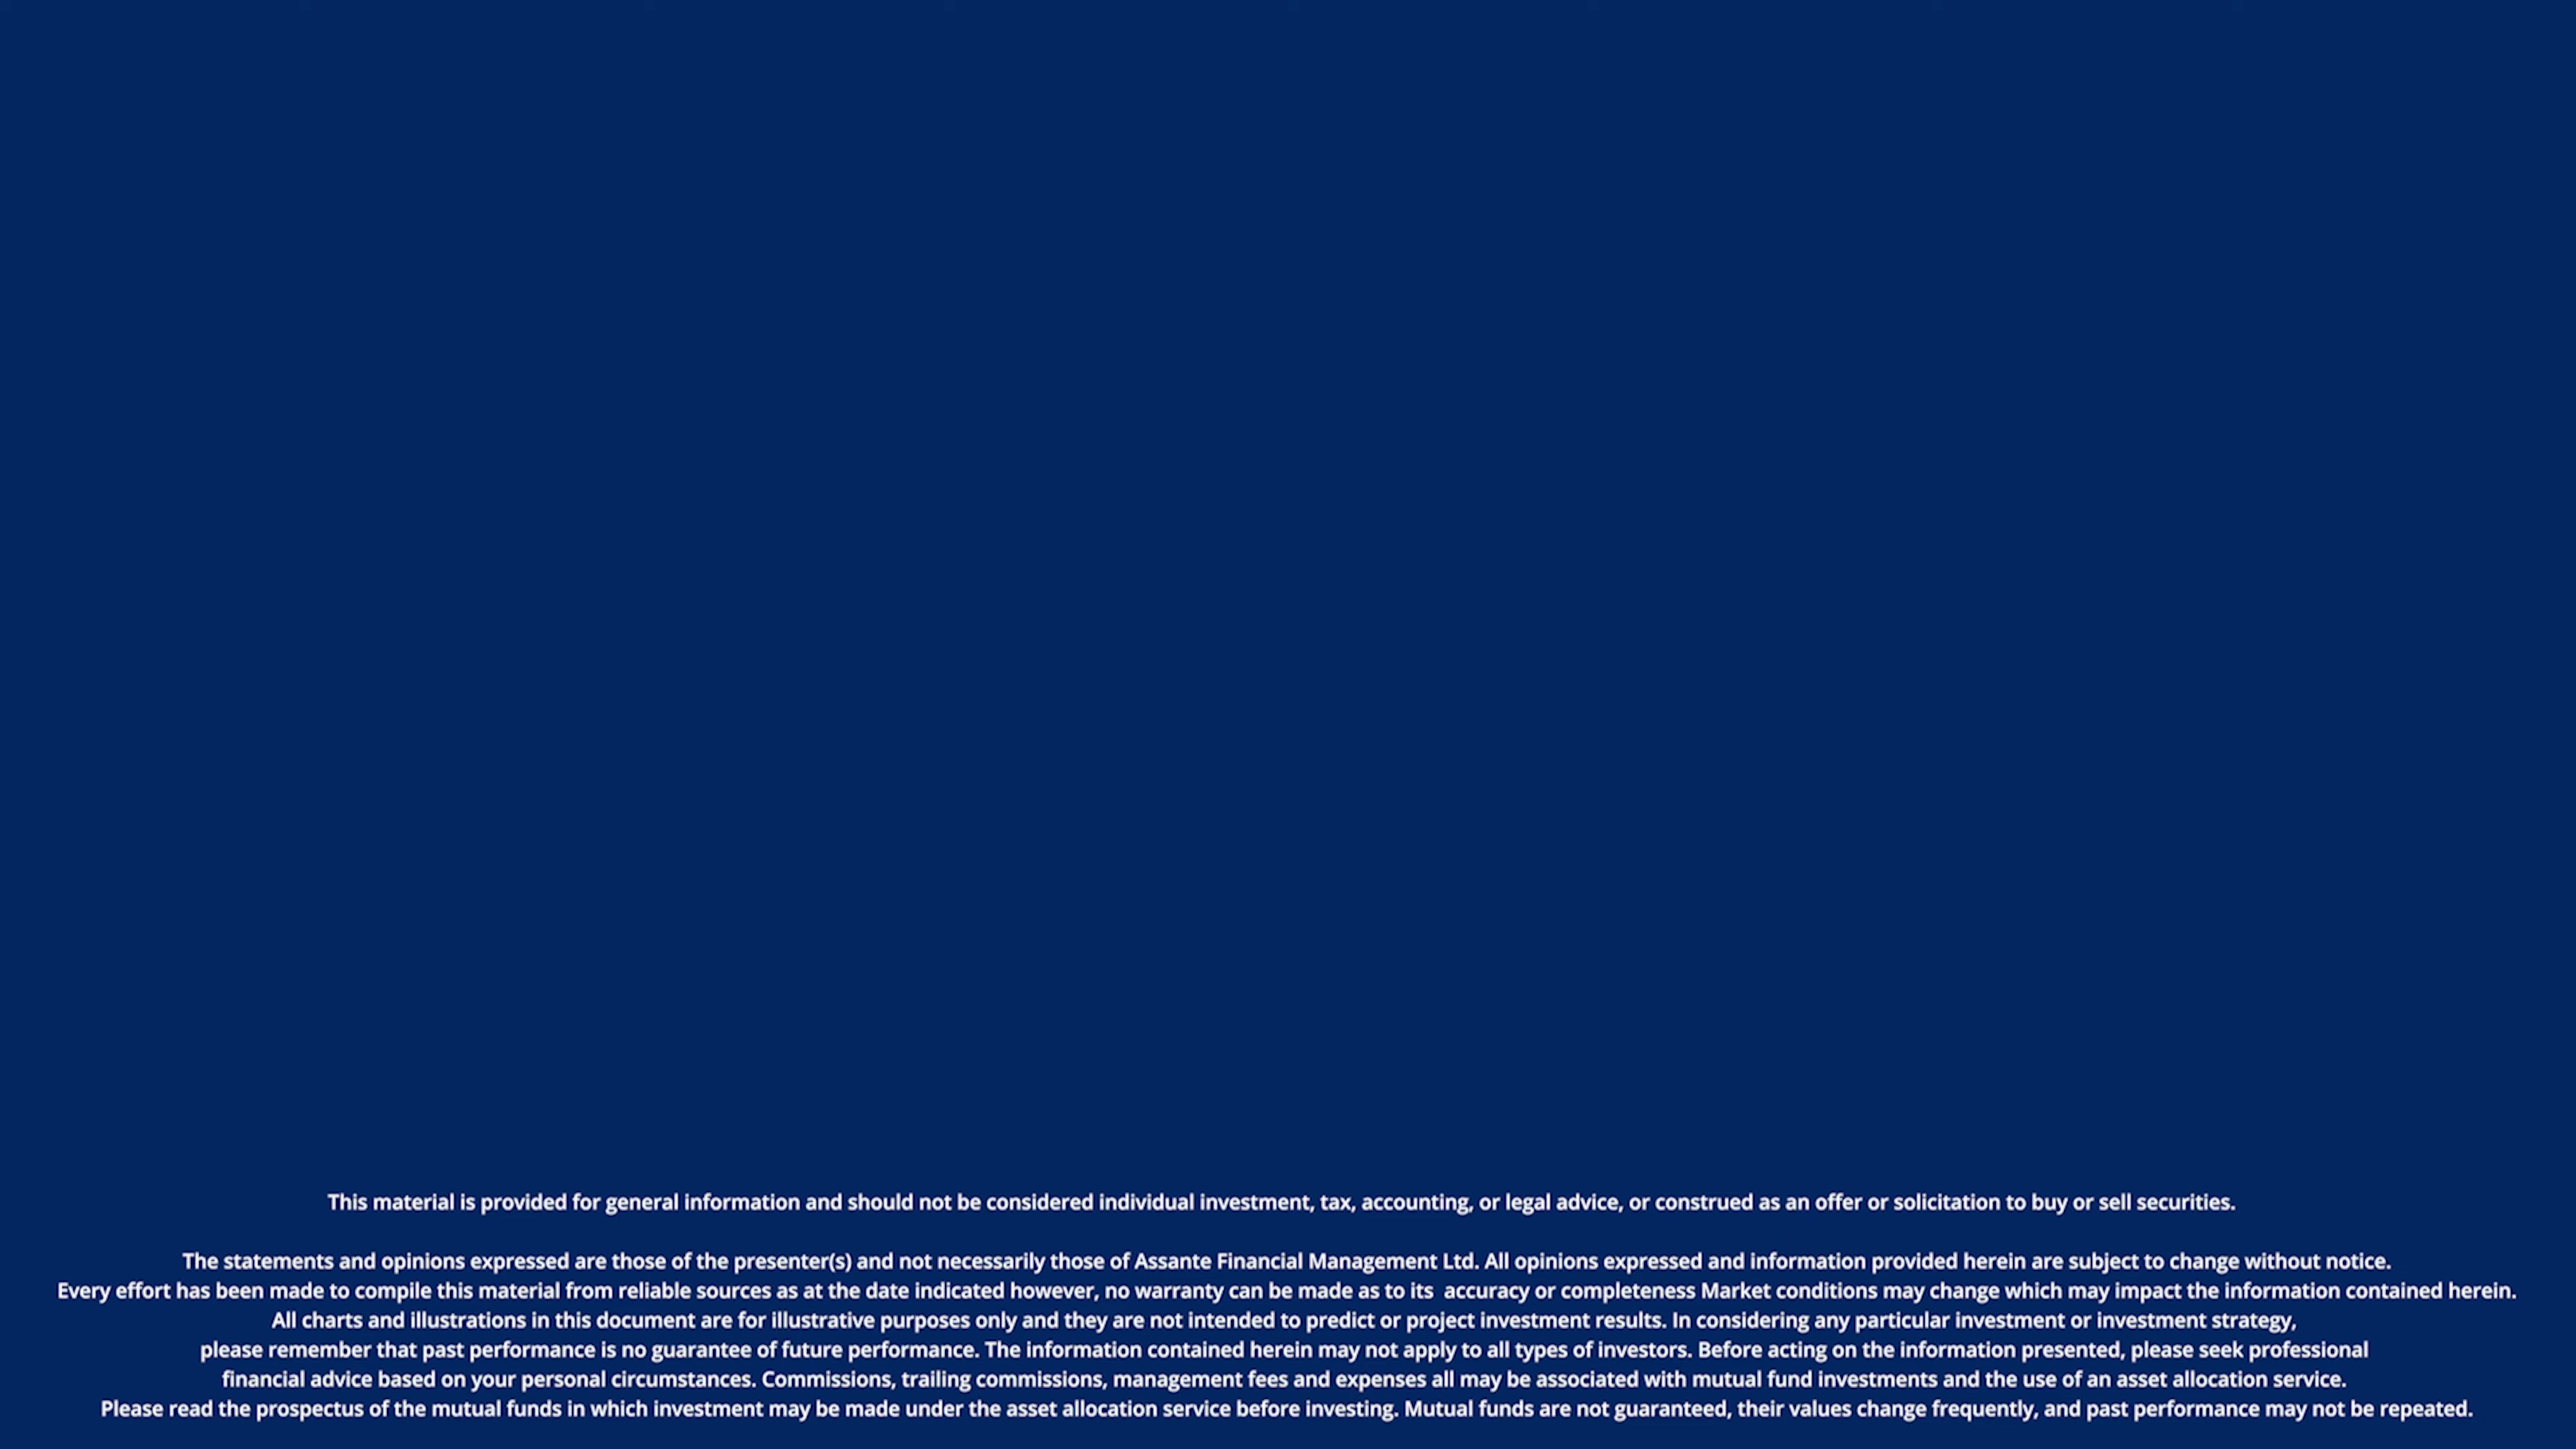 This material is provided for general information and should not be considered individual investment, tax, accounting, or legal advice, or construed as an offer or solicitation to buy or sell securities.
The statements and opinions expressed are those of the presenter(s) and not necessarily those of Assante Financial Management Ltd. All opinions expressed and information provided herein are subject to change without notice.
Every effort has been made to compile this material from reliable sources as at the date indicated however, no warranty can be made as to its  accuracy or completeness Market conditions may change which may impact the information contained herein.
All charts and illustrations in this document are for illustrative purposes only and they are not intended to predict or project investment results. In considering any particular investment or investment strategy,
please remember that past performance is no guarantee of future performance. The information contained herein may not apply to all types of investors. Before acting on the information presented, please seek professional
financial advice based on your personal circumstances. Commissions, trailing commissions, management fees and expenses all may be associated with mutual fund investments and the use of an asset allocation service.
Please read the prospectus of the mutual funds in which investment may be made under the asset allocation service before investing. Mutual funds are not guaranteed, their values change frequently, and past performance may not be repeated.